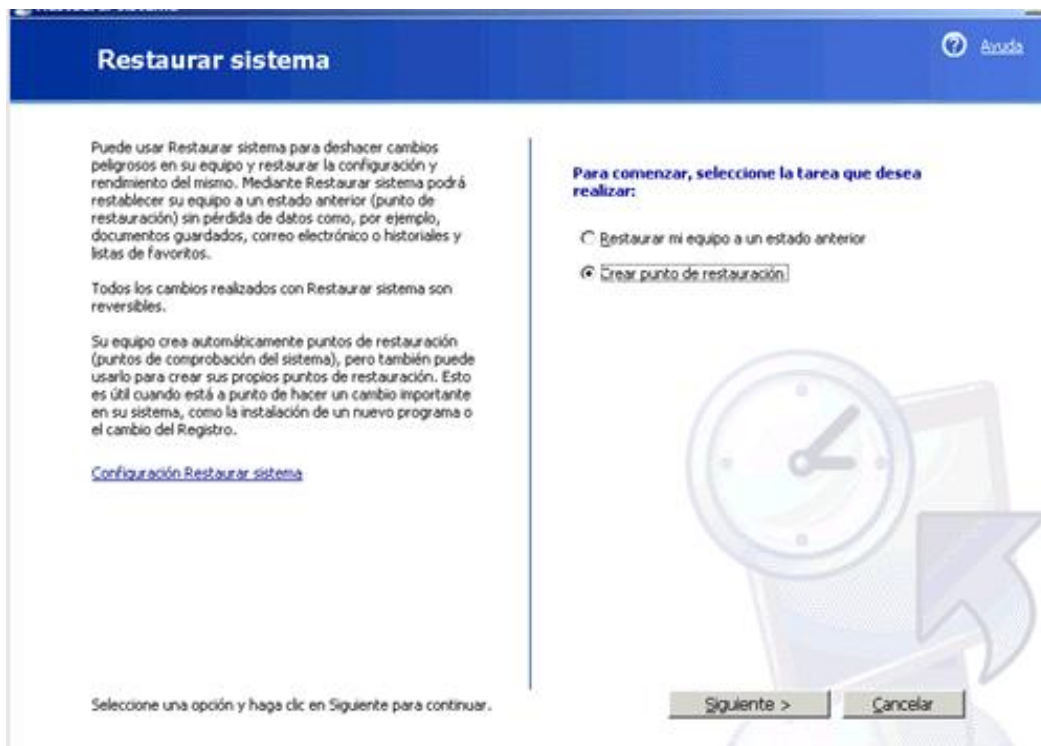 Restaurar sistema
Ayuda
Puede usar Restaurar sistema para deshacer cambios
peligrosos en su equipo y restaurar la configuración y
rendimiento del mismo. Mediante Restaurar sistema podrá
restablecer su equipo a un estado anterior (punto de
restauración) sin pérdida de datos como, por ejemplo,
documentos guardados, correo electrónico o historiales y
listas de favoritos.
Todos los cambios realizados con Restaurar sistema son
reversibles.
Su equipo crea automáticamente puntos de restauración
(puntos de comprobación del sistema), pero también puede
usarlo para crear sus propios puntos de restauración. Esto
es útil cuando está a punto de hacer un cambio importante
en su sistema, como la instalación de un nuevo programa o
el cambio del Registro.
Configuración Restaurar sistema
Para comenzar, seleccione la tarea que desea
realizar:
Restaurar mi equipo a un estado anterior
Crear punto de restauración.
Seleccione una opción y haga clic en Siguiente para continuar.
Siguiente >
Cancelar